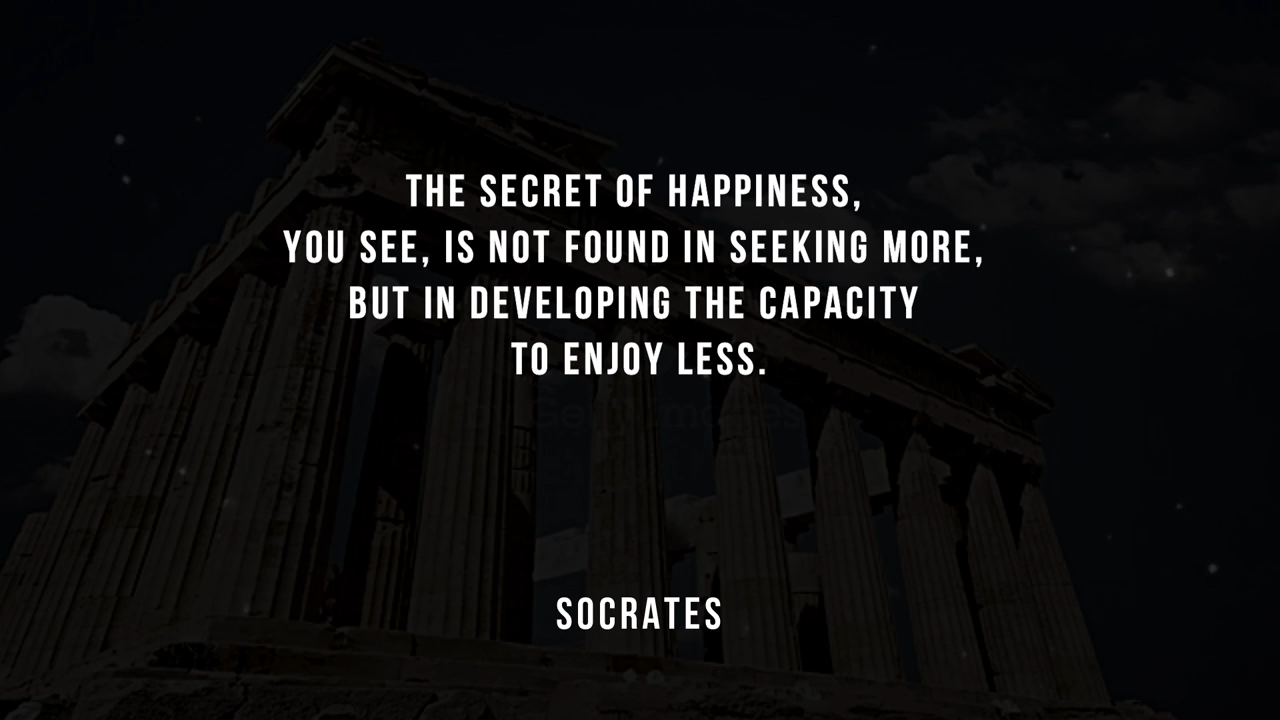 THE SECRET OF HAPPINESS,
YOU SEE, IS NOT FOUND IN SEEKING MORE,
BUT IN DEVELOPING THE CAPACITY
TO ENJOY LESS.
SOCRATES